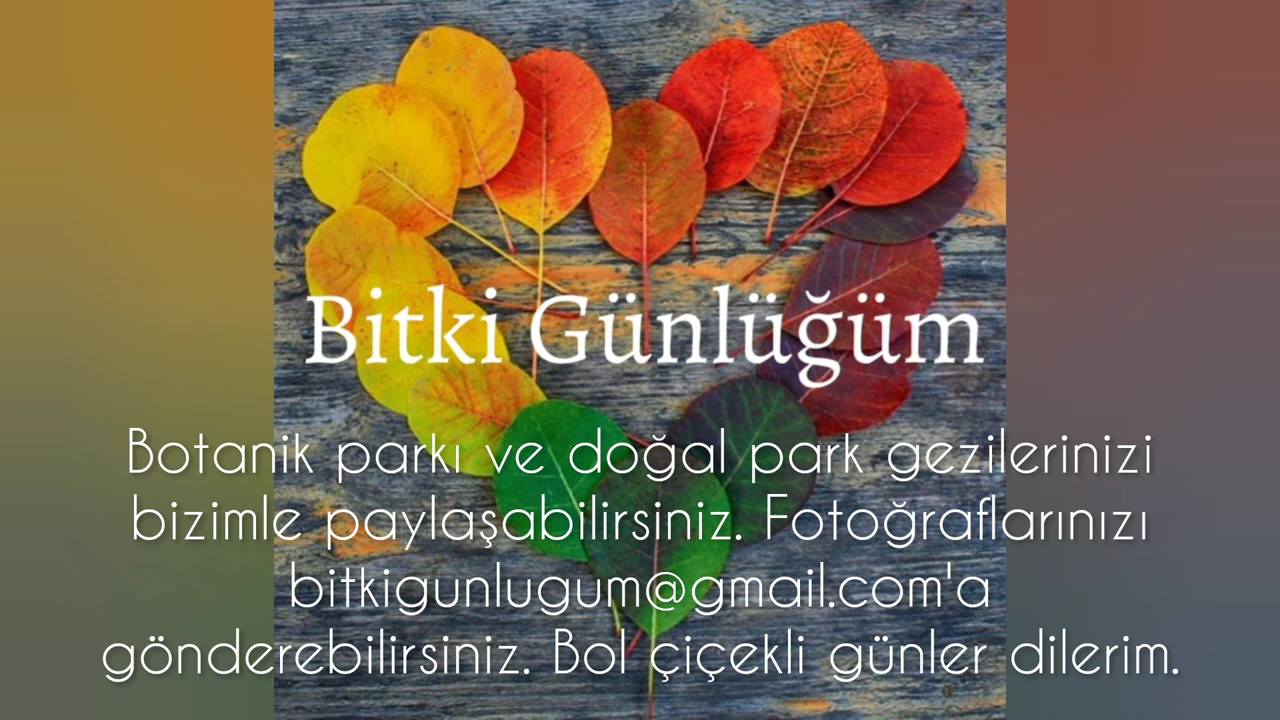 Bitki Günlüğüm
Botanik parkı ve doğal park gezilerinizi
bizimle paylaşabilirsiniz. Fotoğraflarınızı
bitkigunlugum@gmail.com'a
gönderebilirsiniz. Bol çiçekli günler dilerim.